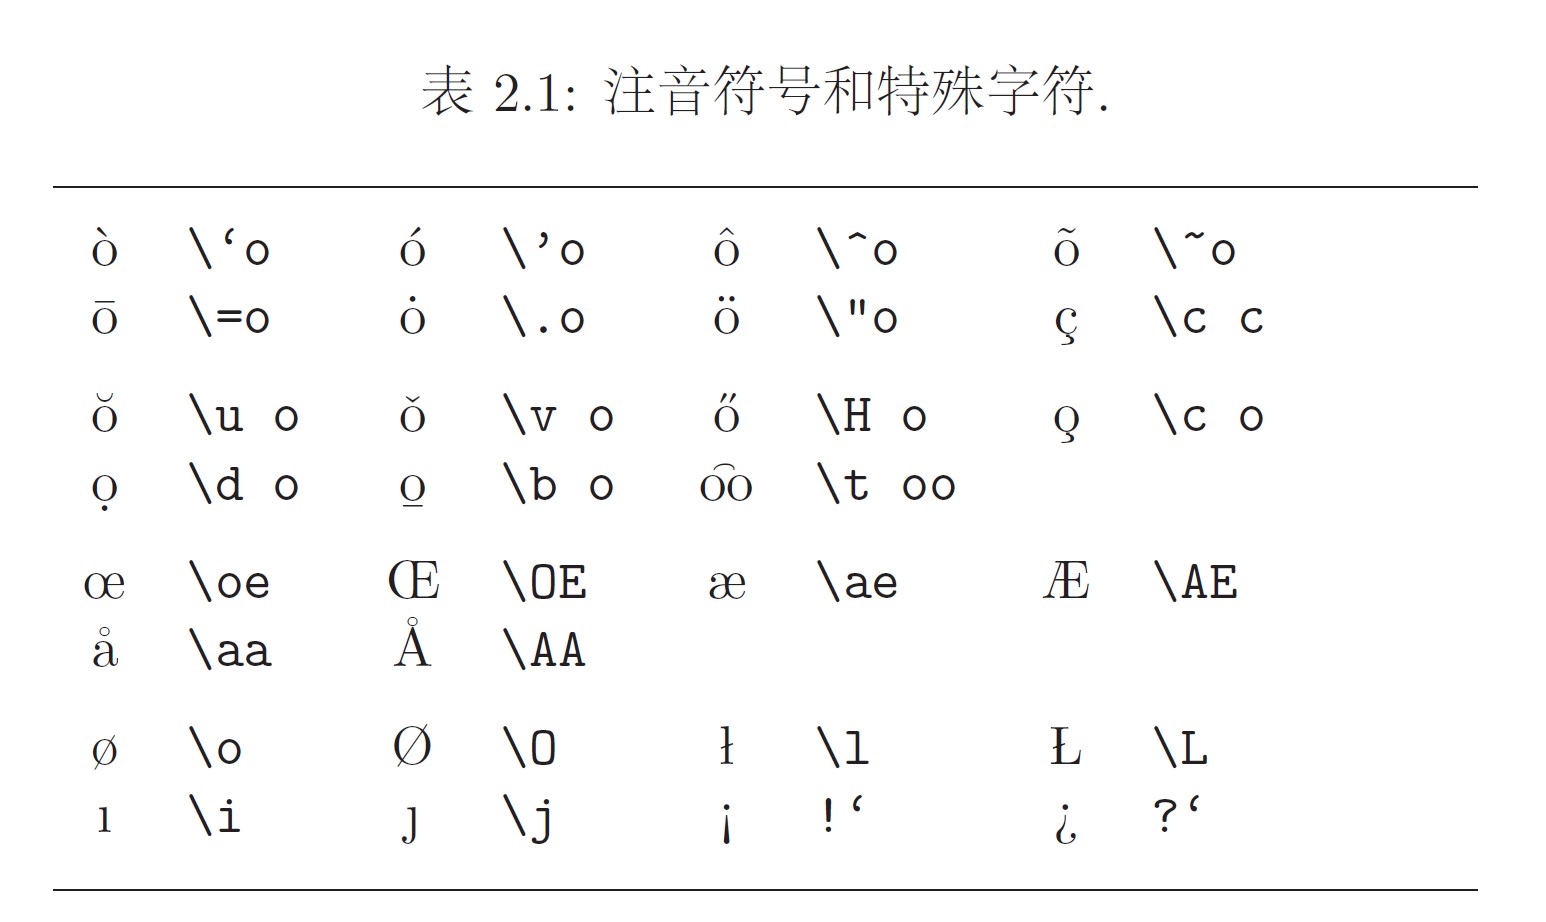 表 2.1: 注音符号和特殊字符.
ò \‘o ó \’o ô \^o õ \~o
ō \=o ȯ \.o ö \"o ç \c c
ŏ \u o ǒ \v o ő \H o o̧ \c o
ọ \d o o̲ \b o o͡o \t oo
œ \oe Œ \OE æ \ae Æ \AE
å \aa Å \AA
ø \o Ø \O ł \l Ł \L
ı \i ȷ \j ¡ !‘ ¿ ?‘